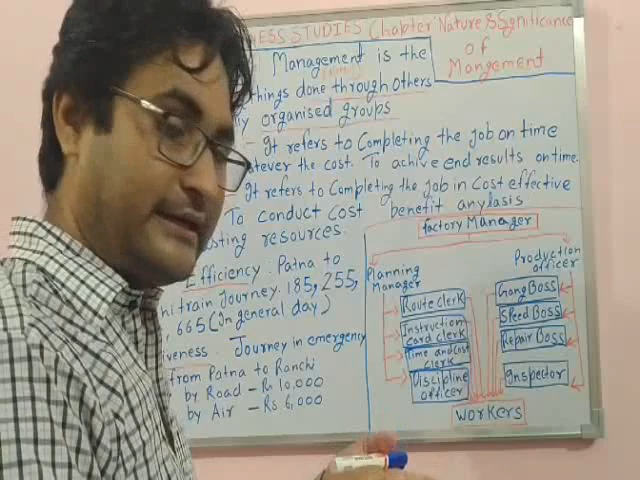 NESS STUDIES Chapter Nature & Significance
of
Mangement
Management is the
things done through others
organised groups
- It refers to Completing the job on time
the cost. To achive end results on time.
- It refers to Completing the job in Cost effective
To conduct cost benefit anylasis
sting resources.
Efficiency: Patna to
train Journey. 185, 255,
, 665 (In general day)
iveness. Journey in emergency
from Patna to Ranchi
by Road - Rs 10,000
by Air - Rs 6,000
factory Manager
Planning
Manager
Route clerk
Instruction
card clerk
Time and Cost
clerk
Discipline
officer
Production
officer
Gang Boss
Speed Boss
Repair Boss
Inspector
workers